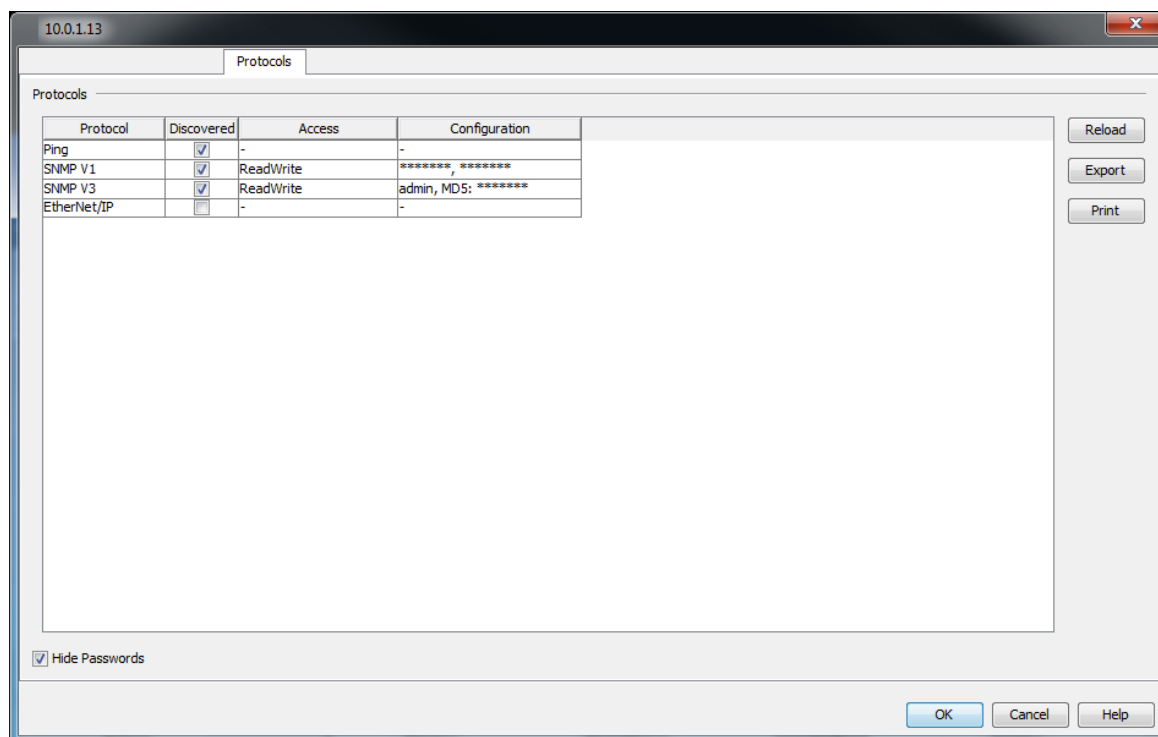 10.0.1.13
Protocols
Protocols
Protocol Discovered Access Configuration
Ping - -
SNMP V1 ReadWrite *******, *******
SNMP V3 ReadWrite admin, MD5: *******
EtherNet/IP - -
Reload
Export
Print
Hide Passwords
OK Cancel Help